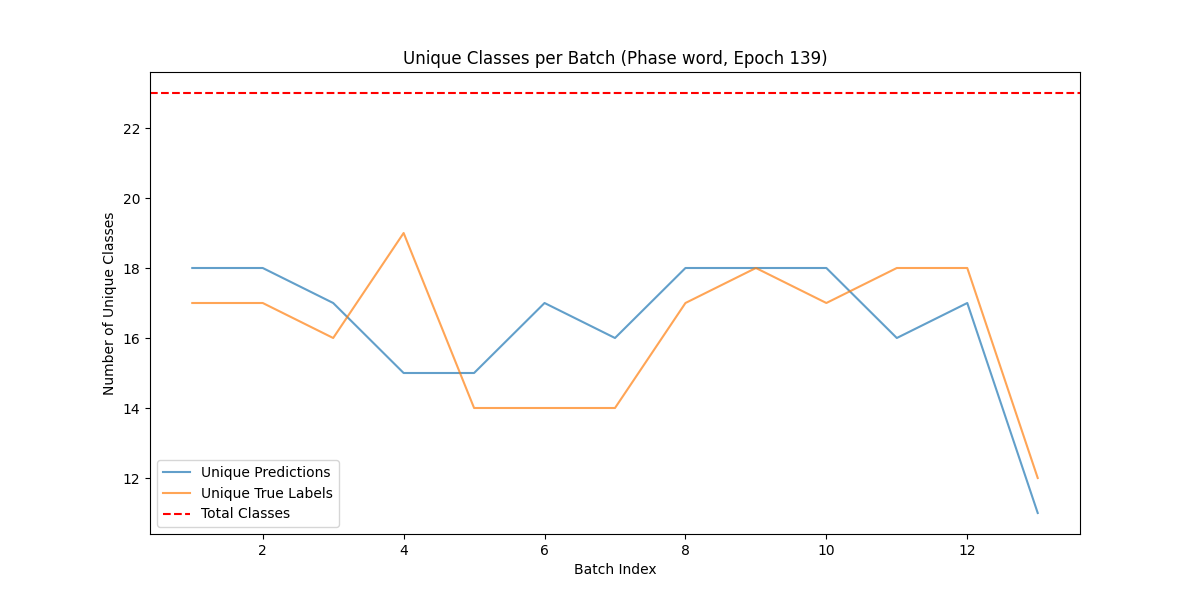 Unique Classes per Batch (Phase word, Epoch 139)
Number of Unique Classes
22
20
18
16
14
12
Unique Predictions
Unique True Labels
Total Classes
2 4 6 8 10 12
Batch Index